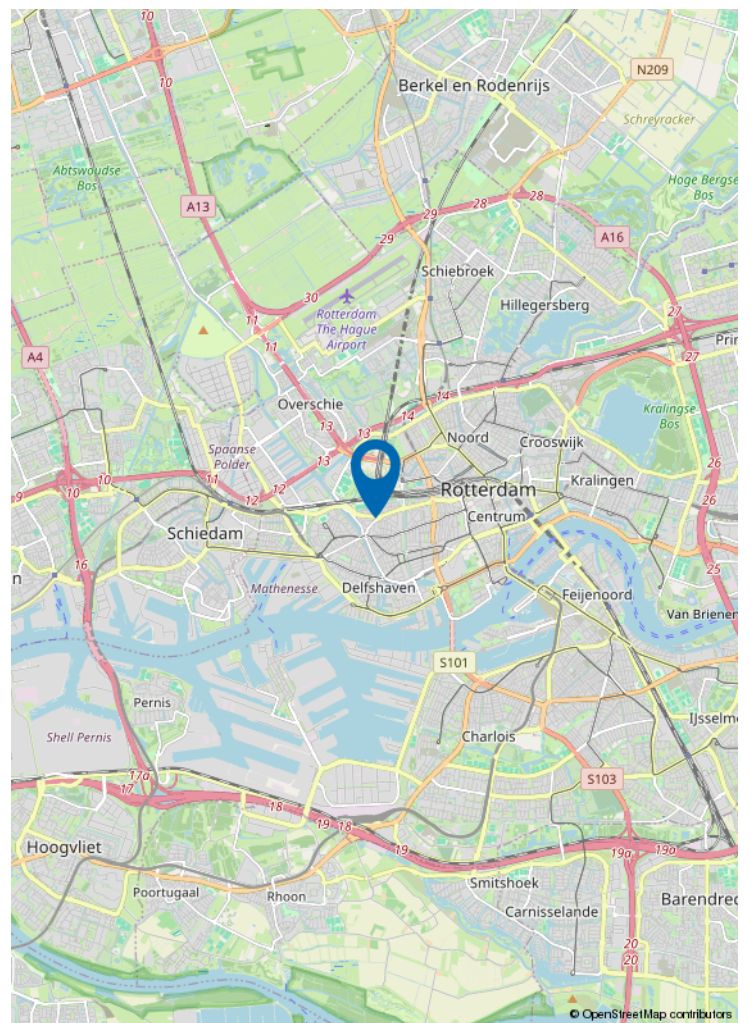 10
Berkel en Rodenrijs
N209
10
Schreyracker
Abtswoudse
Bos
Hoge Bergse
Bos
A13
28
28
29
A16
29
Schiebroek
30
Rotterdam
The Hague
Airport
Hillegersberg
11
27
11
A4
Prin
27
14
Overschie
14
13
13
Kralingse
Bos
Noord
Crooswijk
Spaanse
Polder
13
26
10
11
9
10
12
12
Kralingen
Rotterdam
26
Schiedam
Centrum
16
25
n
Mathenesse
Delfshaven
Feijenoord
Van Brienen
S101
Pernis
IJsselmo
Shell Pernis
Charlois
17a
17
S103
18
19
18
Hoogvliet
19
19a
19a
Smitshoek
Poortugaal
Rhoon
Carnisselande
Barendrec
20
20
© OpenStreetMap contributors